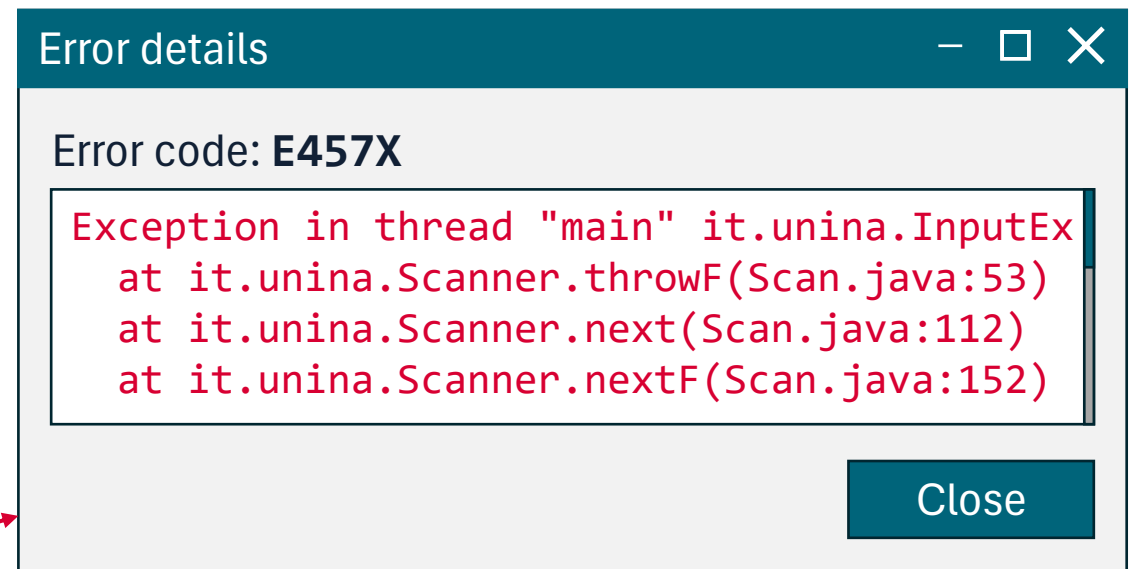 Error details
Error code: E457X
Exception in thread "main" it.unina.InputEx
at it.unina.Scanner.throwF(Scan.java:53)
at it.unina.Scanner.next(Scan.java:112)
at it.unina.Scanner.nextF(Scan.java:152)
Close